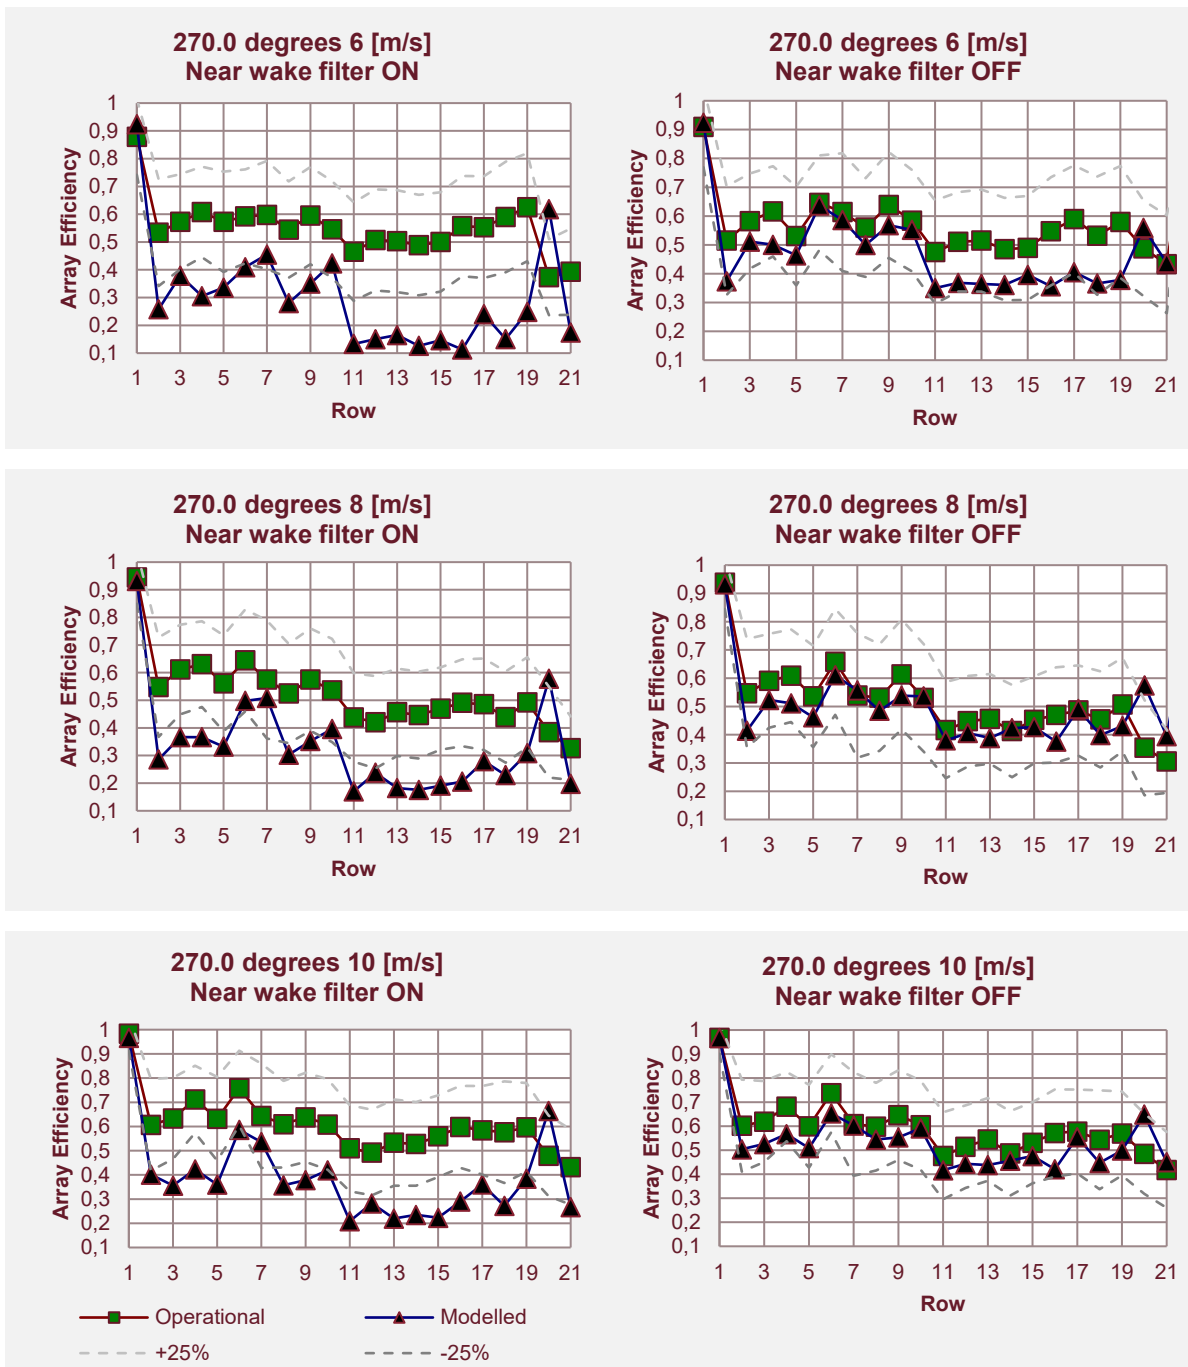 270.0 degrees 6 [m/s]
Near wake filter ON
Array Efficiency
1
0,9
0,8
0,7
0,6
0,5
0,4
0,3
0,2
0,1
1 3 5 7 9 11 13 15 17 19 21
Row
270.0 degrees 6 [m/s]
Near wake filter OFF
Array Efficiency
1
0,9
0,8
0,7
0,6
0,5
0,4
0,3
0,2
0,1
1 3 5 7 9 11 13 15 17 19 21
Row
270.0 degrees 8 [m/s]
Near wake filter ON
Array Efficiency
1
0,9
0,8
0,7
0,6
0,5
0,4
0,3
0,2
0,1
1 3 5 7 9 11 13 15 17 19 21
Row
270.0 degrees 8 [m/s]
Near wake filter OFF
Array Efficiency
1
0,9
0,8
0,7
0,6
0,5
0,4
0,3
0,2
0,1
1 3 5 7 9 11 13 15 17 19 21
Row
270.0 degrees 10 [m/s]
Near wake filter ON
Array Efficiency
1
0,9
0,8
0,7
0,6
0,5
0,4
0,3
0,2
0,1
1 3 5 7 9 11 13 15 17 19 21
270.0 degrees 10 [m/s]
Near wake filter OFF
Array Efficiency
1
0,9
0,8
0,7
0,6
0,5
0,4
0,3
0,2
0,1
1 3 5 7 9 11 13 15 17 19 21
Row
Operational Modelled
+25% -25%